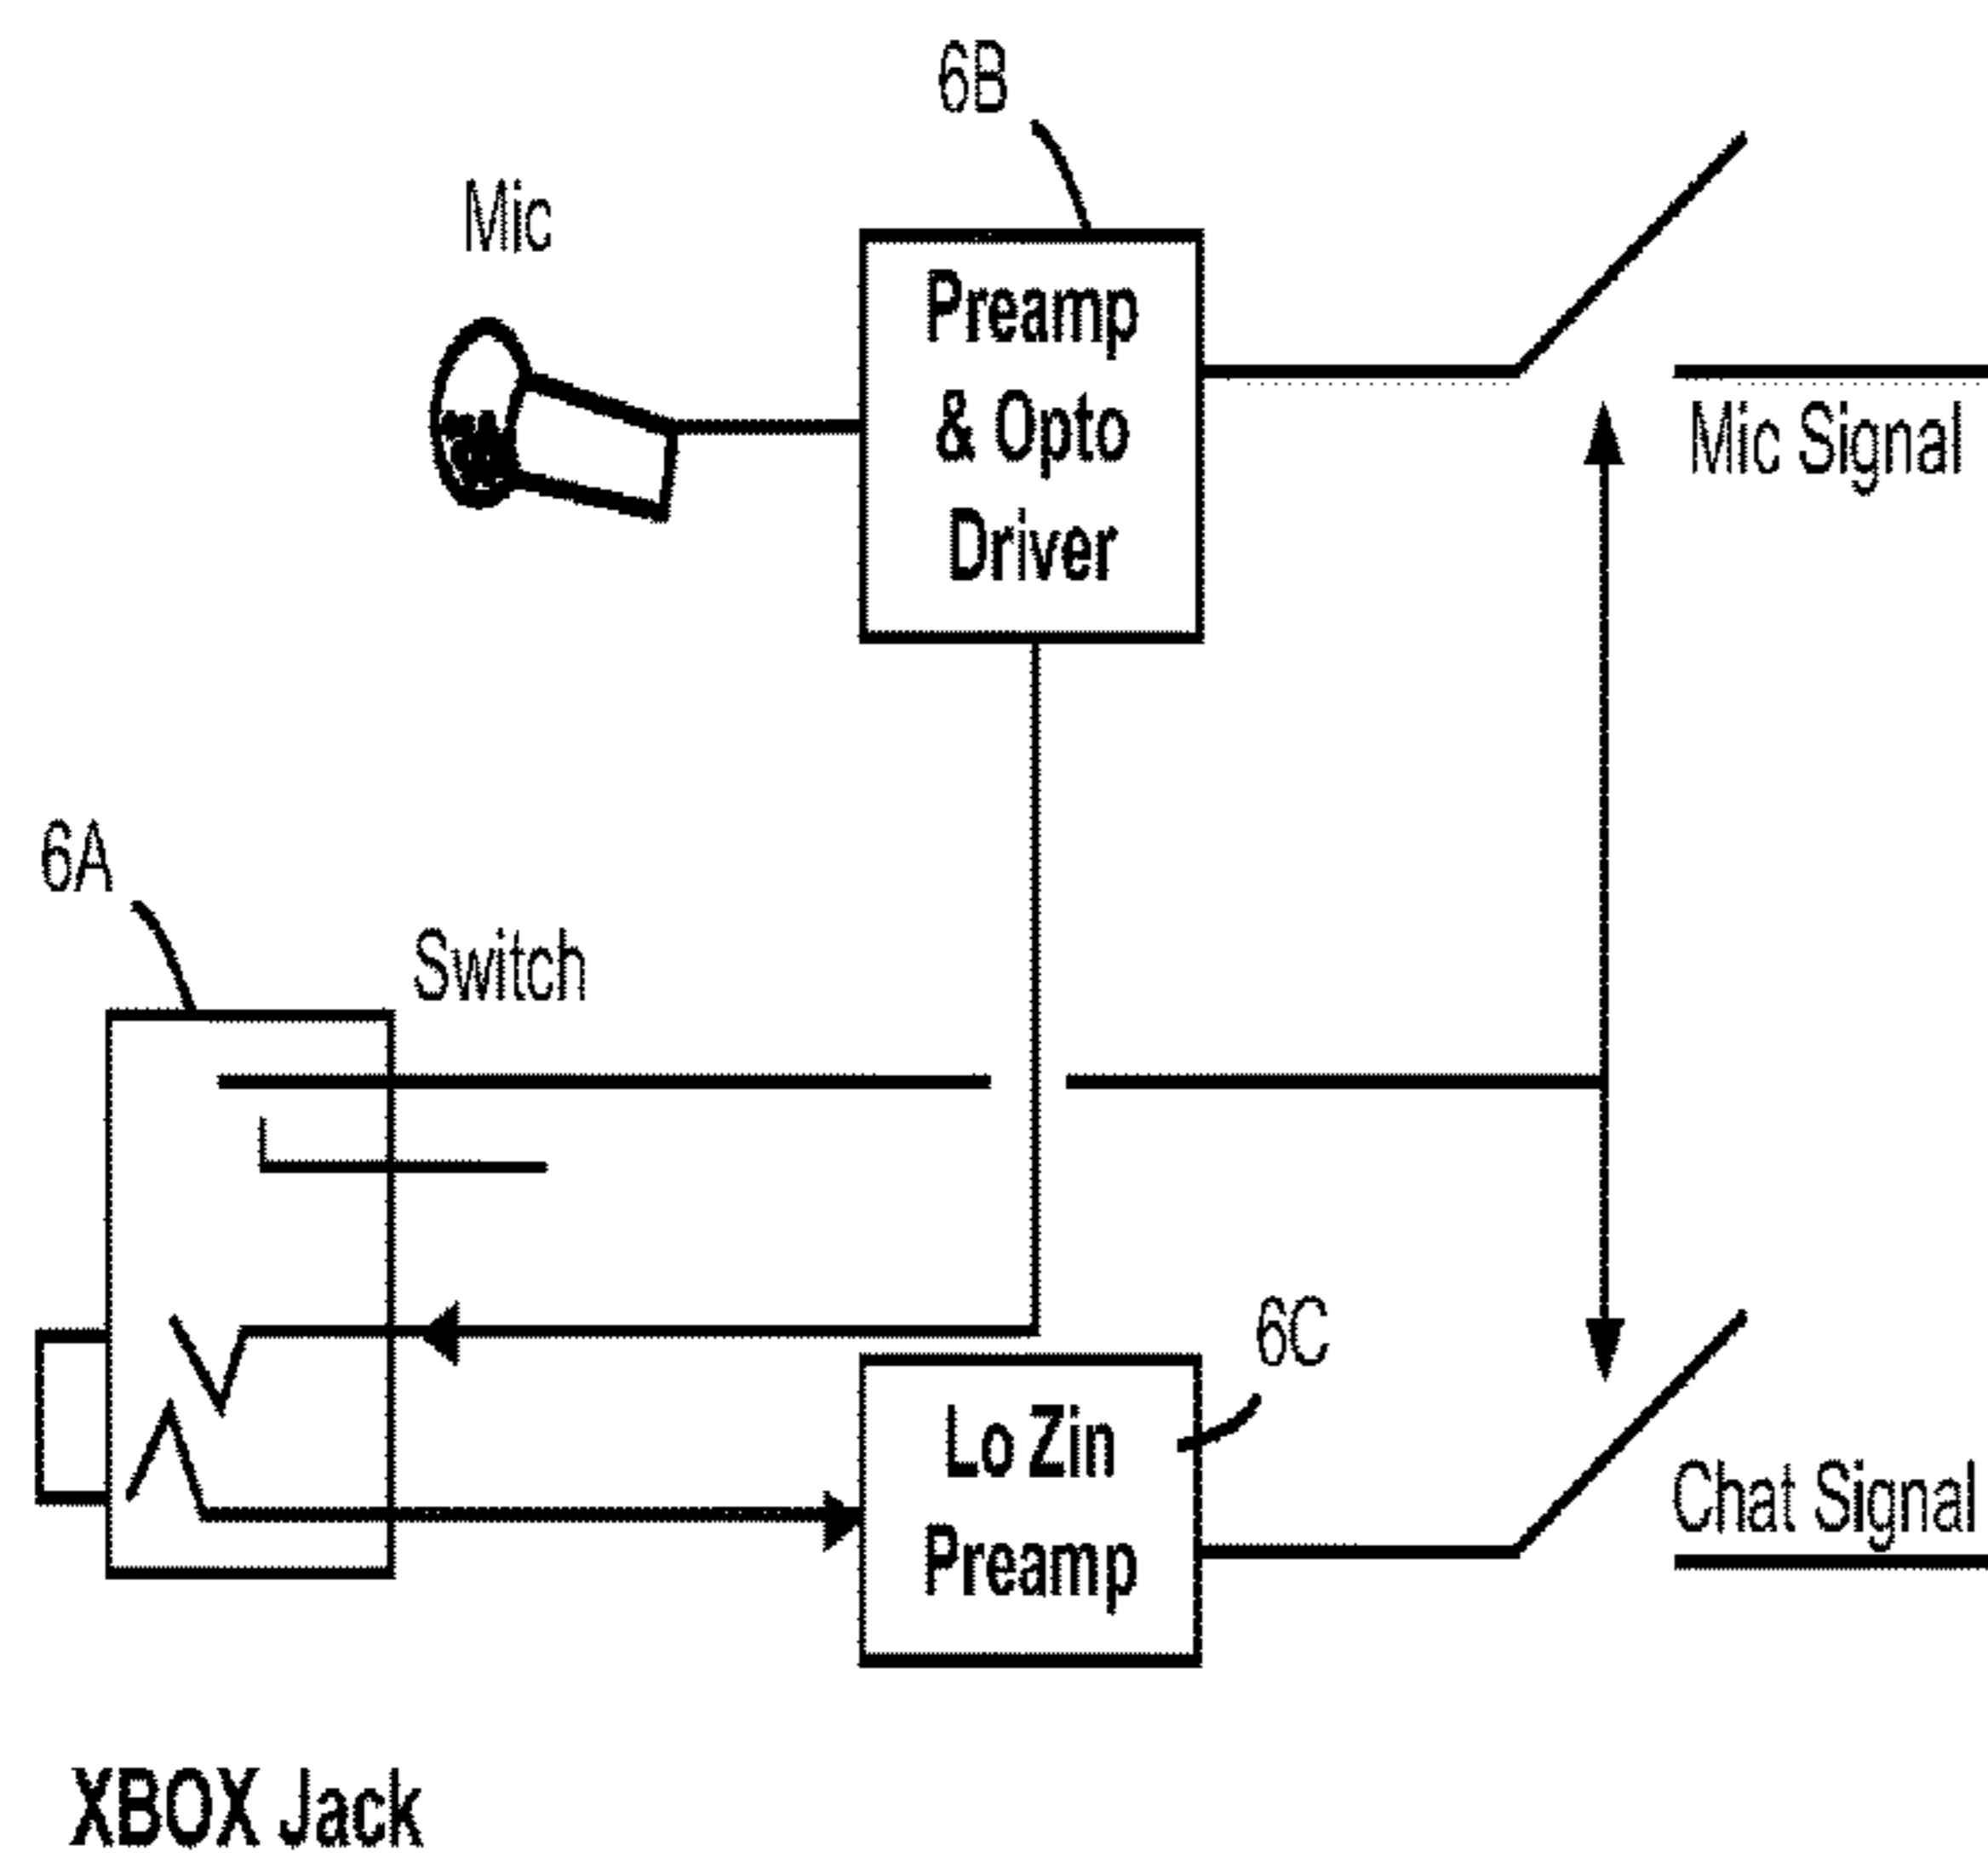 6B
Mic
Preamp
& Opto
Driver
Mic Signal
6A
Switch
6C
Lo Zin
Preamp
Chat Signal
XBOX Jack